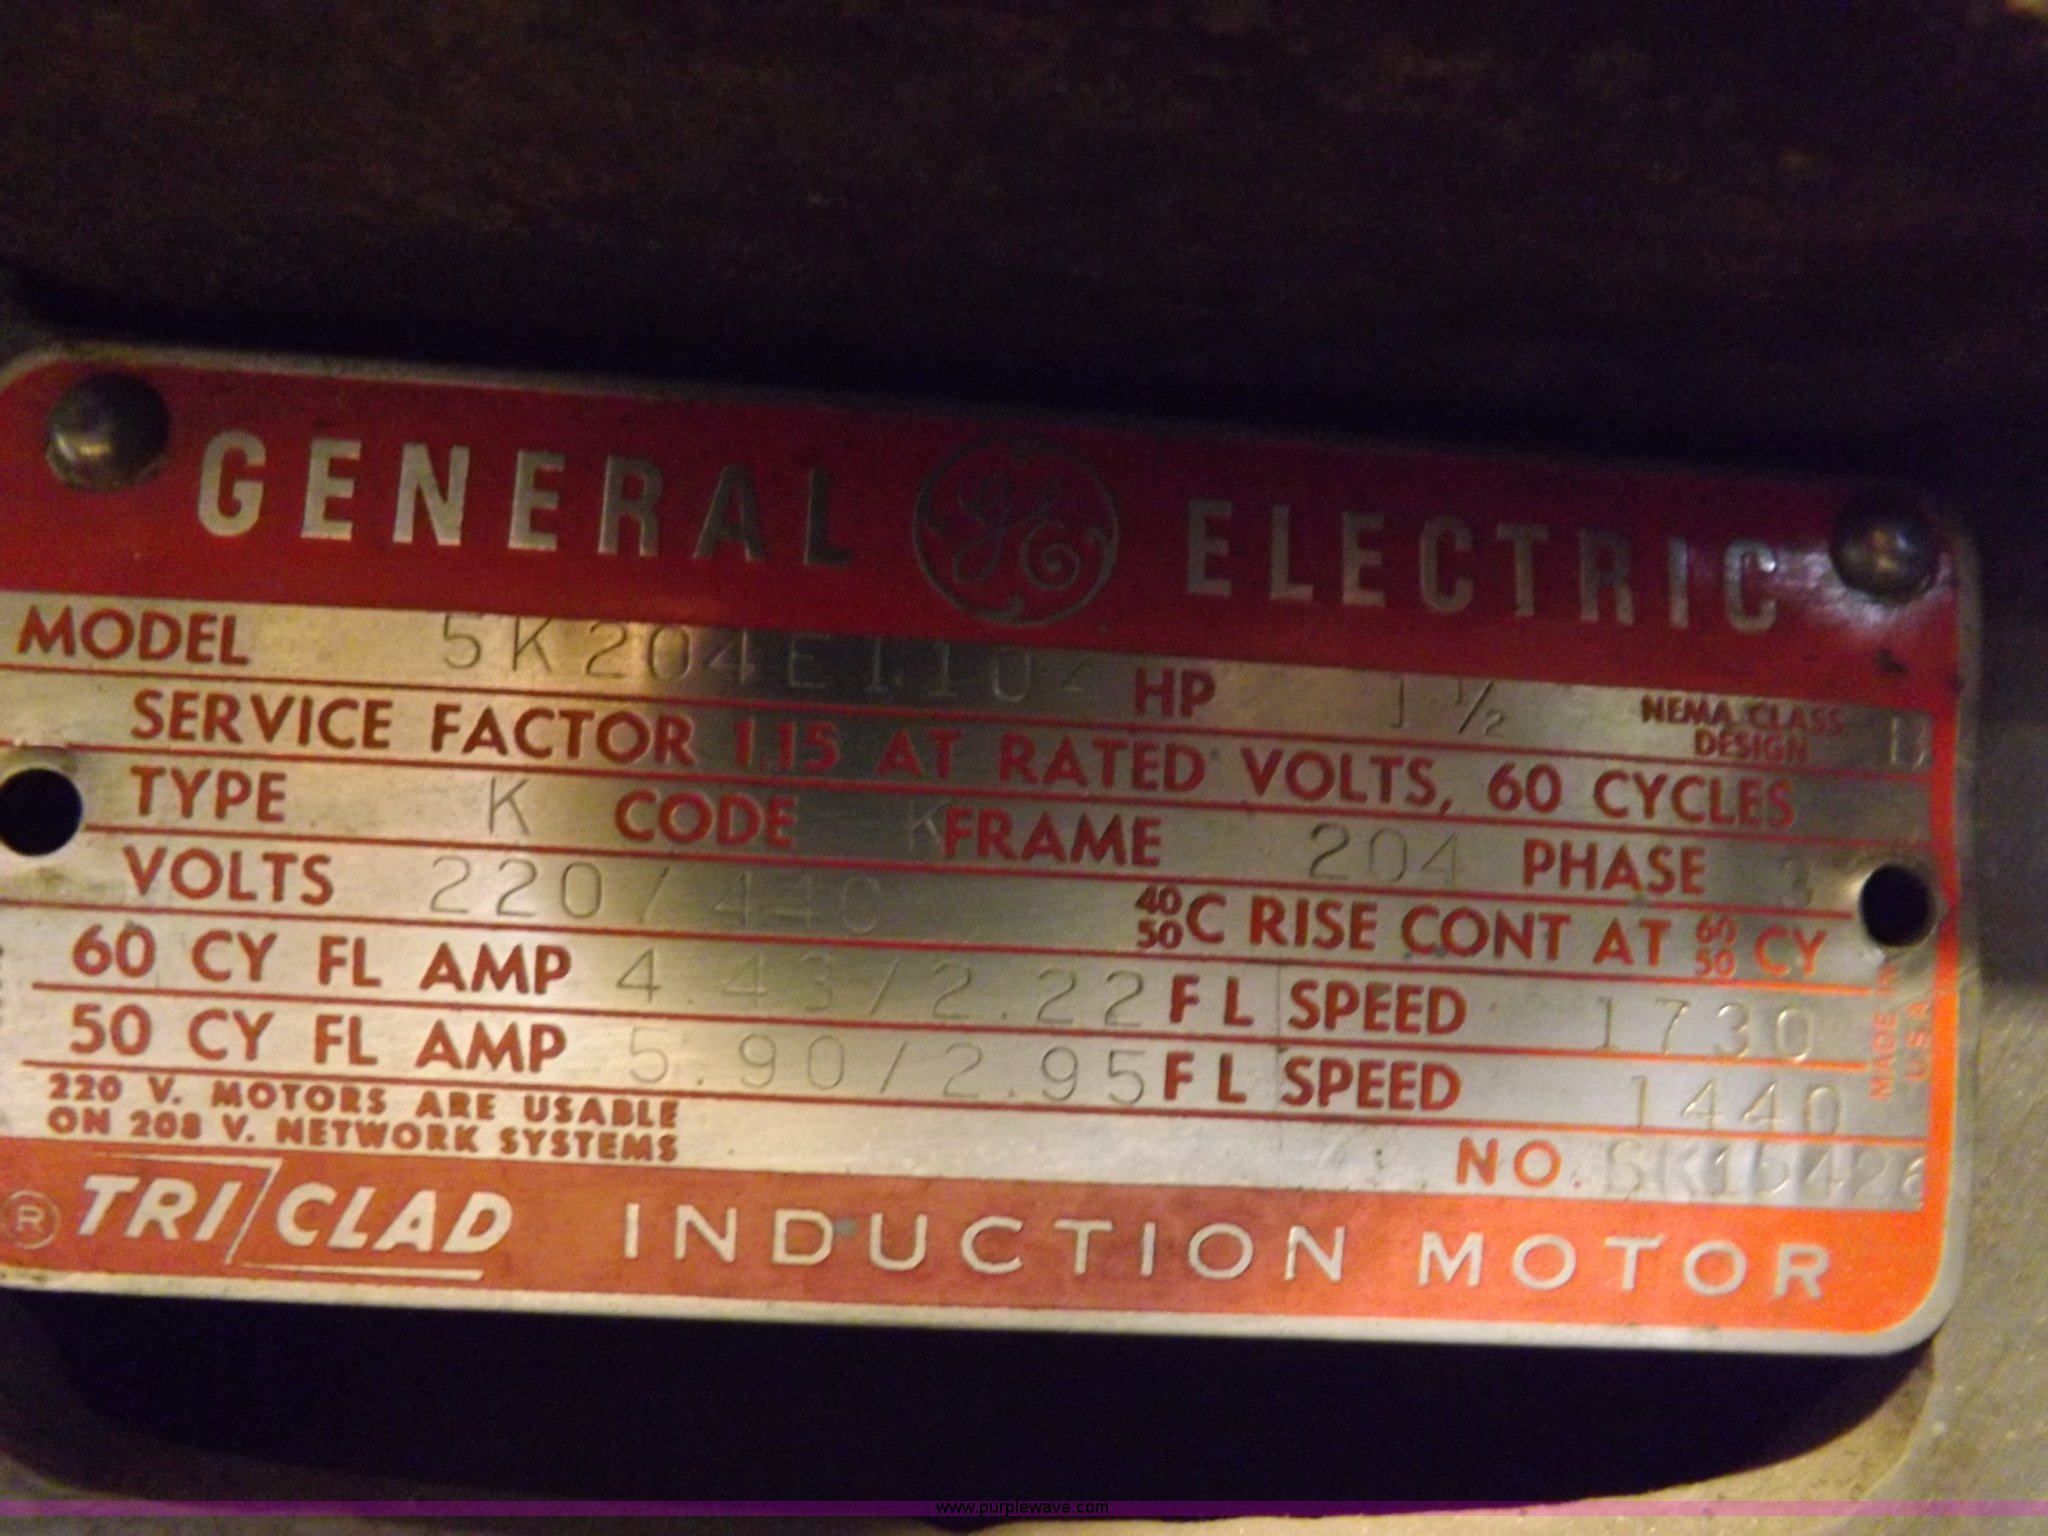 GENERAL GE ELECTRIC
MODEL 5K204E1104 HP 1 1/2 NEMA CLASS DESIGN B
SERVICE FACTOR 1.15 AT RATED VOLTS, 60 CYCLES
TYPE K CODE K FRAME 204 PHASE 3
VOLTS 220/440 40 50 C RISE CONT AT 60 50 CY
60 CY FL AMP 4.43/2.22 FL SPEED 1730
50 CY FL AMP 5.90/2.95 FL SPEED 1440
MADE IN U.S.A.
220 V. MOTORS ARE USABLE
ON 208 V. NETWORK SYSTEMS
NO.
® TRI/CLAD INDUCTION MOTOR
www.purplewave.com